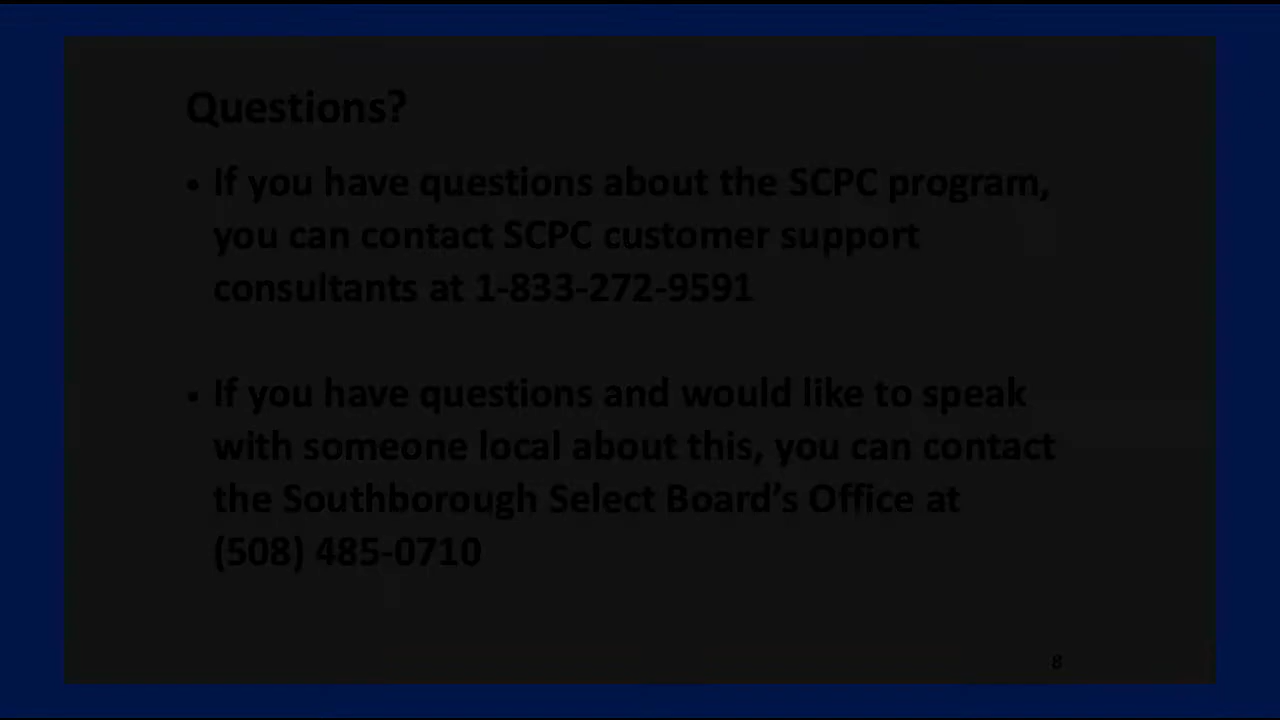 Questions?
• If you have questions about the SCPC program,
you can contact SCPC customer support
consultants at 1-833-272-9591
• If you have questions and would like to speak
with someone local about this, you can contact
the Southborough Select Board’s Office at
(508) 485-0710
8